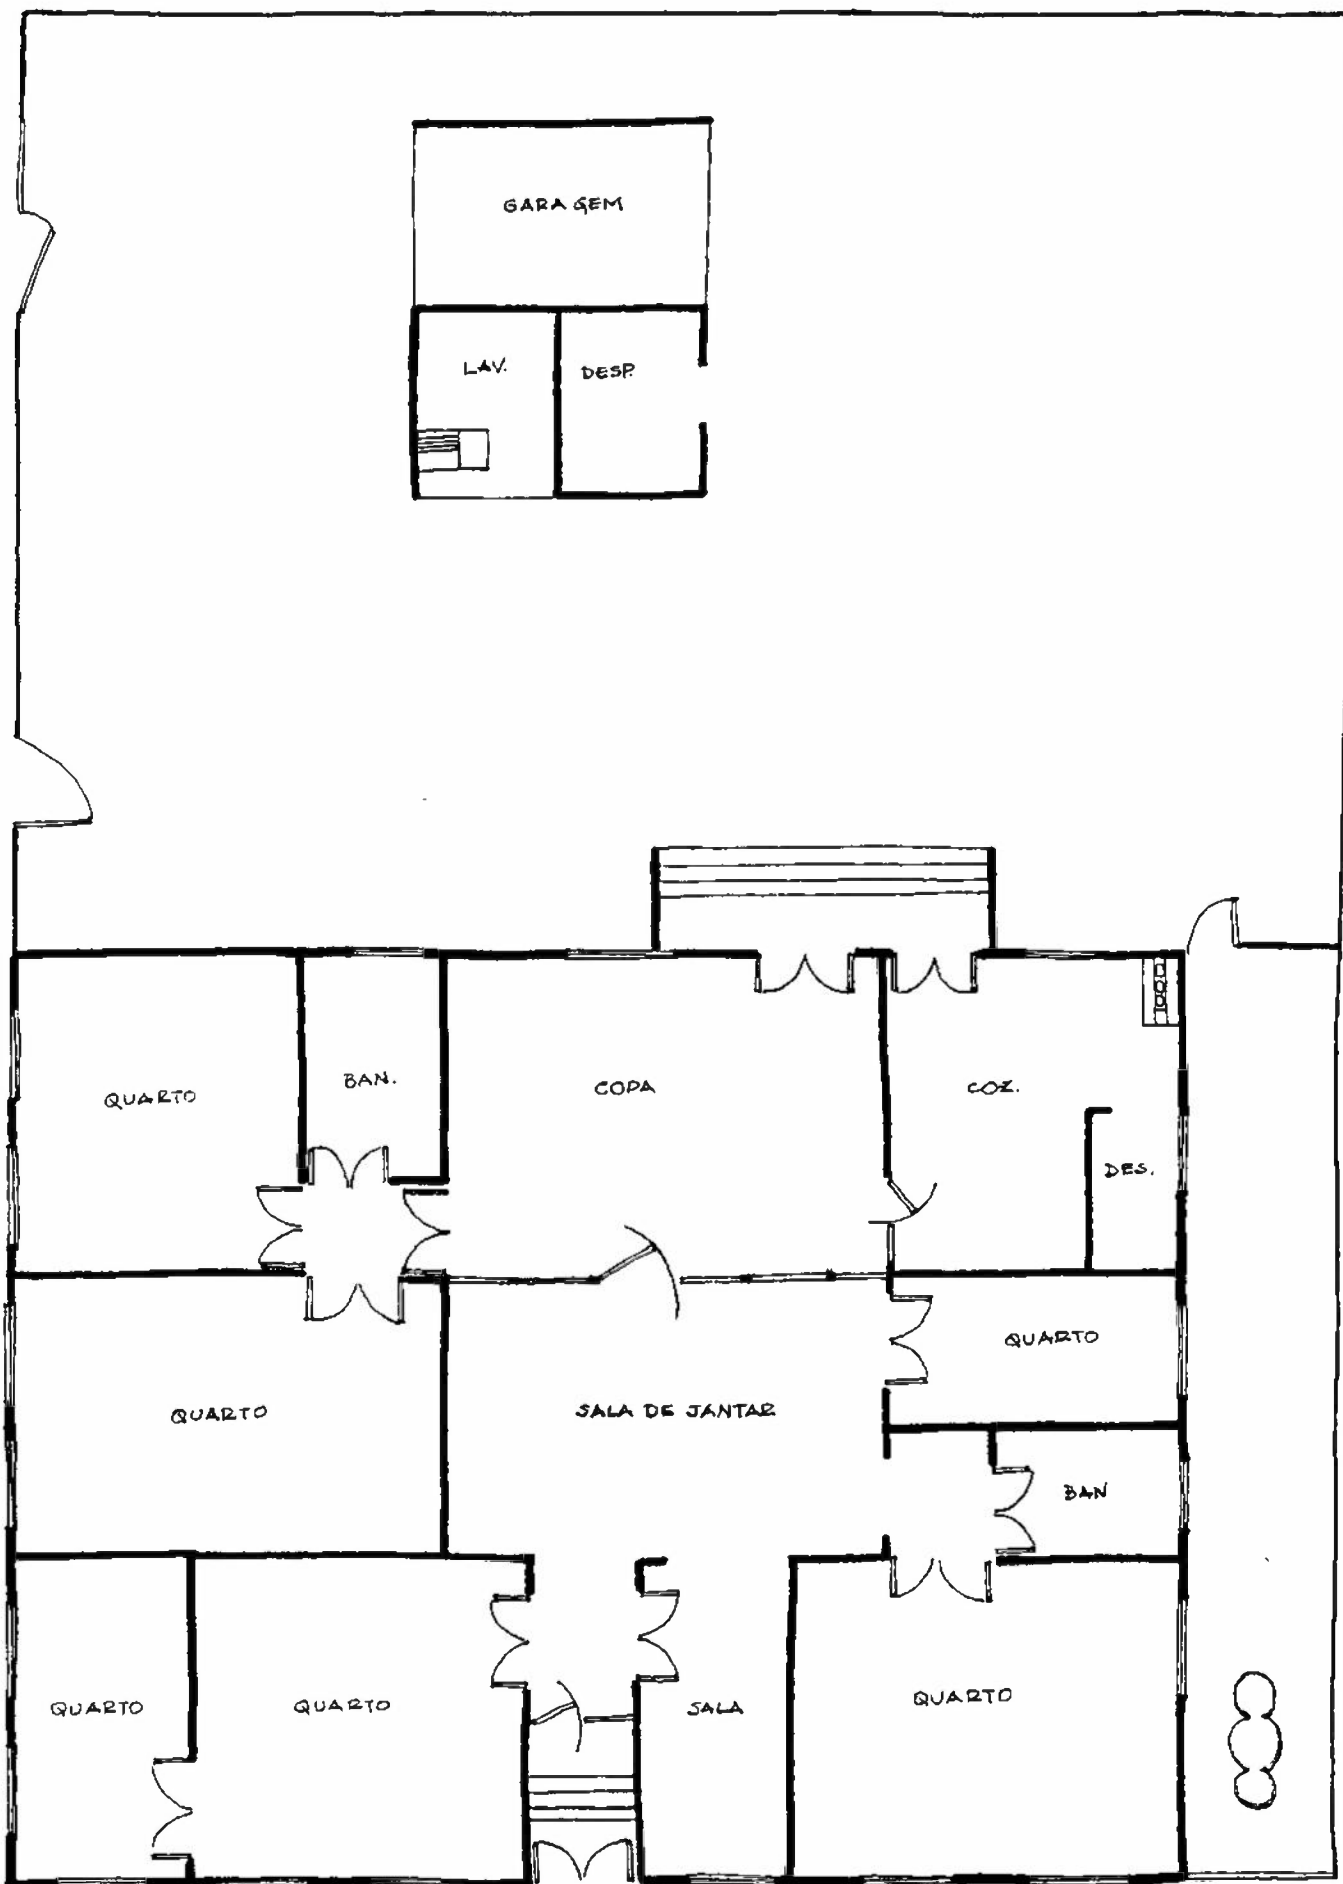 GARAGEM
LAV.
DESP.
QUARTO
BAN.
COPA
COZ.
DES.
QUARTO
QUARTO
SALA DE JANTAR
BAN
QUARTO
QUARTO
SALA
QUARTO